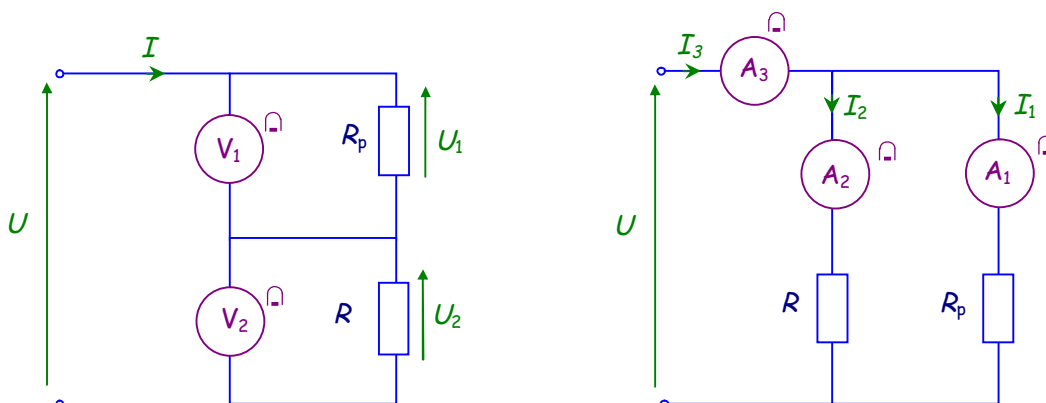 I
V₁
Rₚ
U₁
U
V₂
R
U₂
I₃
A₃
I₂
I₁
A₂
A₁
U
R
Rₚ